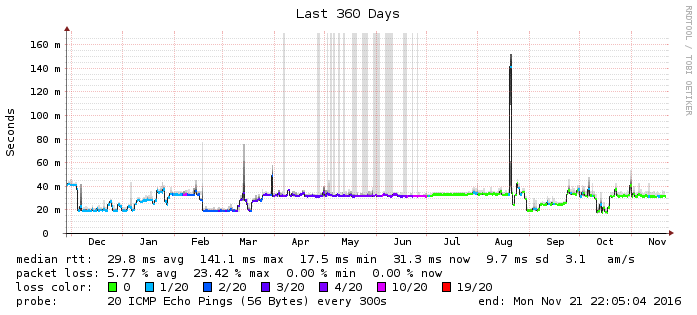 Last 360 Days
RRDTOOL / TOBI OETIKER
Seconds
160 m
140 m
120 m
100 m
80 m
60 m
40 m
20 m
0
Dec Jan Feb Mar Apr May Jun Jul Aug Sep Oct Nov
median rtt: 29.8 ms avg 141.1 ms max 17.5 ms min 31.3 ms now 9.7 ms sd 3.1 am/s
packet loss: 5.77 % avg 23.42 % max 0.00 % min 0.00 % now
loss color: 0 1/20 2/20 3/20 4/20 10/20 19/20
probe: 20 ICMP Echo Pings (56 Bytes) every 300s end: Mon Nov 21 22:05:04 2016